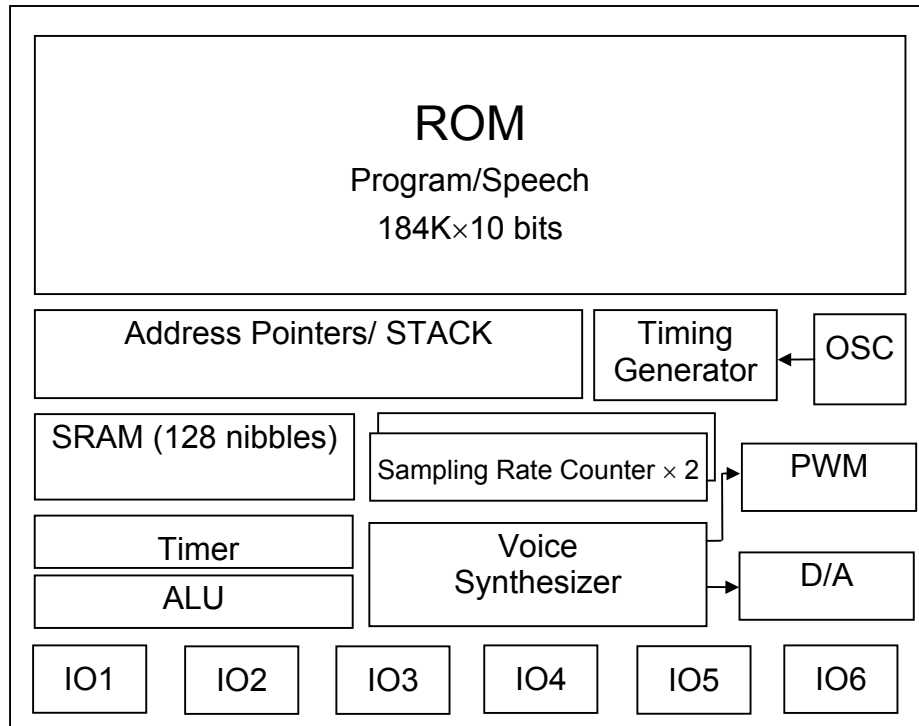 ROM
Program/Speech
184K×10 bits
Address Pointers/ STACK
Timing
Generator
OSC
SRAM (128 nibbles)
Sampling Rate Counter × 2
PWM
Timer
Voice
Synthesizer
D/A
ALU
IO1
IO2
IO3
IO4
IO5
IO6